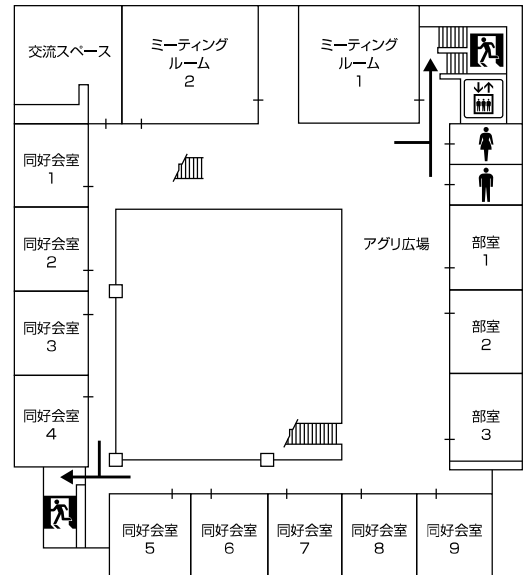 交流スペース
ミーティング
ルーム
2
ミーティング
ルーム
1
同好会室
1
同好会室
2
同好会室
3
同好会室
4
アグリ広場
部室
1
部室
2
部室
3
同好会室
5
同好会室
6
同好会室
7
同好会室
8
同好会室
9